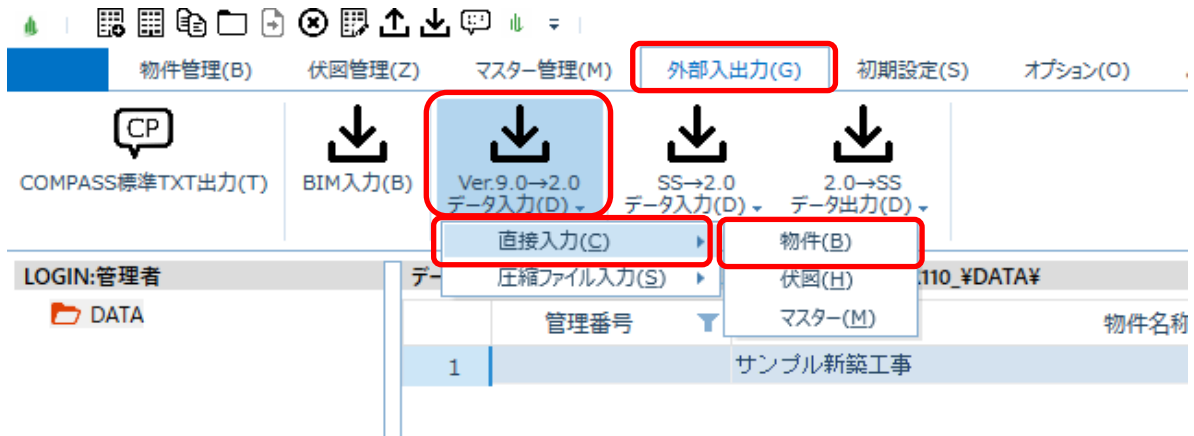 物件管理(B) 伏図管理(Z) マスター管理(M) 外部入出力(G) 初期設定(S) オプション(O)
CP
COMPASS標準TXT出力(T) BIM入力(B) Ver.9.0→2.0 SS→2.0 2.0→SS
データ入力(D) データ入力(D) データ出力(D)
直接入力(C) 物件(B)
LOGIN:管理者 デー 圧縮ファイル入力(S) 伏図(H) .110_¥DATA¥
DATA マスター(M)
管理番号 物件名称
1 サンプル新築工事